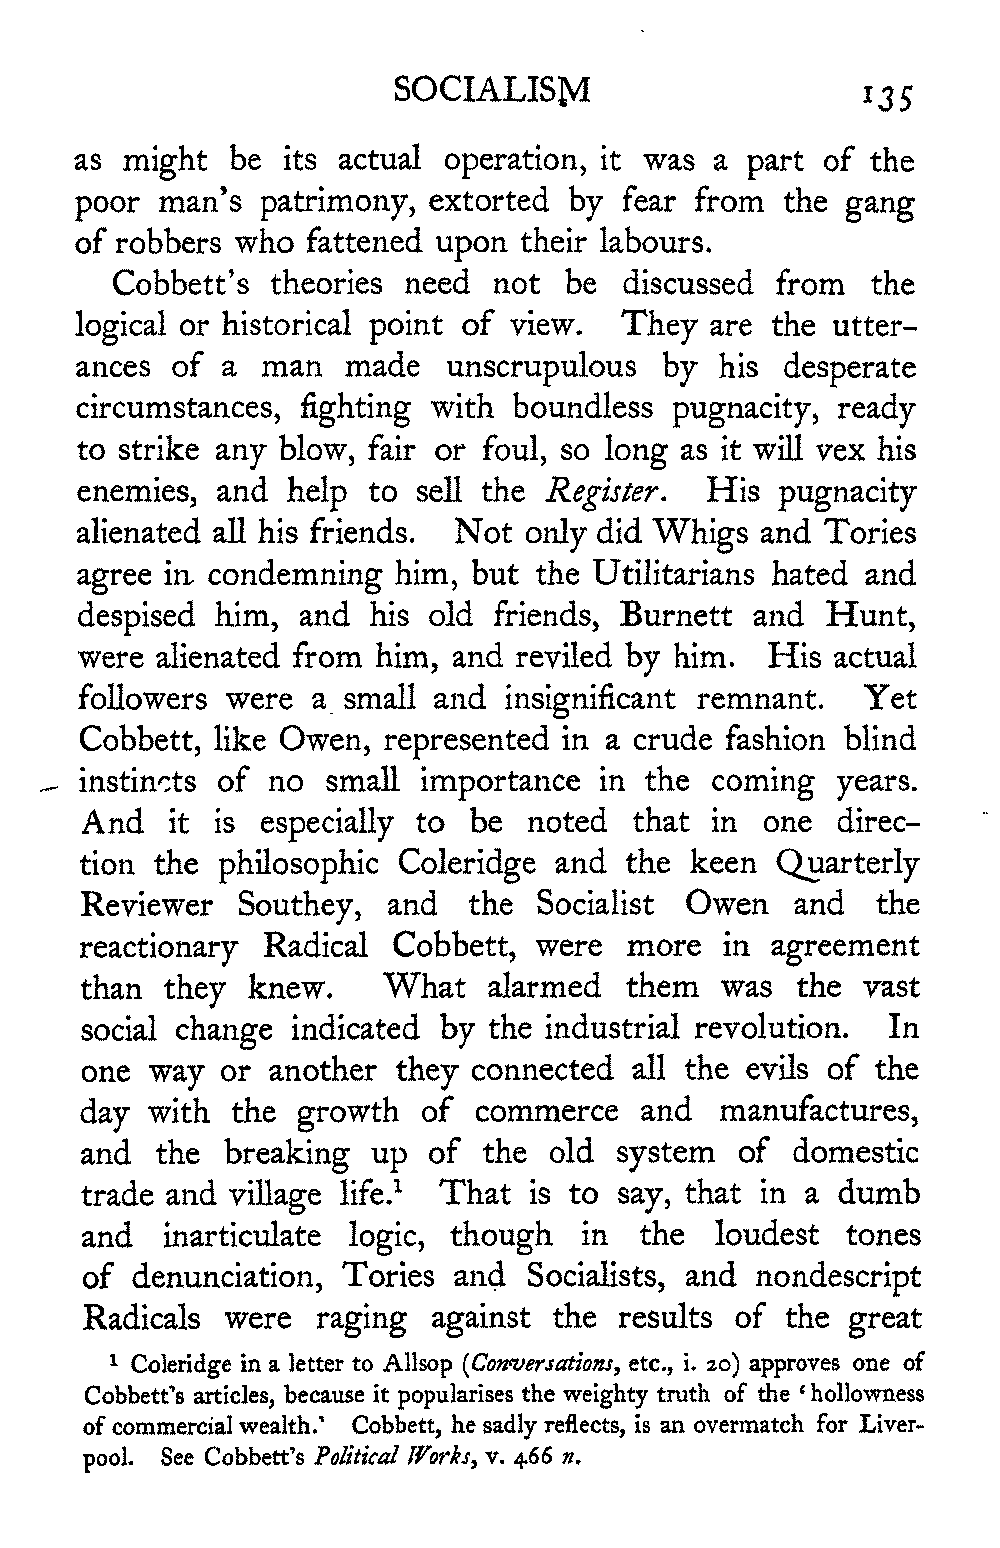 SOCIALISM 135
as might be its actual operation, it was a part of the
poor man's patrimony, extorted by fear from the gang
of robbers who fattened upon their labours.
Cobbett's theories need not be discussed from the
logical or historical point of view. They are the utter-
ances of a man made unscrupulous by his desperate
circumstances, fighting with boundless pugnacity, ready
to strike any blow, fair or foul, so long as it will vex his
enemies, and help to sell the Register. His pugnacity
alienated all his friends. Not only did Whigs and Tories
agree in condemning him, but the Utilitarians hated and
despised him, and his old friends, Burnett and Hunt,
were alienated from him, and reviled by him. His actual
followers were a small and insignificant remnant. Yet
Cobbett, like Owen, represented in a crude fashion blind
instincts of no small importance in the coming years.
And it is especially to be noted that in one direc-
tion the philosophic Coleridge and the keen Quarterly
Reviewer Southey, and the Socialist Owen and the
reactionary Radical Cobbett, were more in agreement
than they knew. What alarmed them was the vast
social change indicated by the industrial revolution. In
one way or another they connected all the evils of the
day with the growth of commerce and manufactures,
and the breaking up of the old system of domestic
trade and village life.¹ That is to say, that in a dumb
and inarticulate logic, though in the loudest tones
of denunciation, Tories and Socialists, and nondescript
Radicals were raging against the results of the great
¹ Coleridge in a letter to Allsop (Conversations, etc., i. 20) approves one of
Cobbett's articles, because it popularises the weighty truth of the 'hollowness
of commercial wealth.' Cobbett, he sadly reflects, is an overmatch for Liver-
pool. See Cobbett's Political Works, v. 466 n.